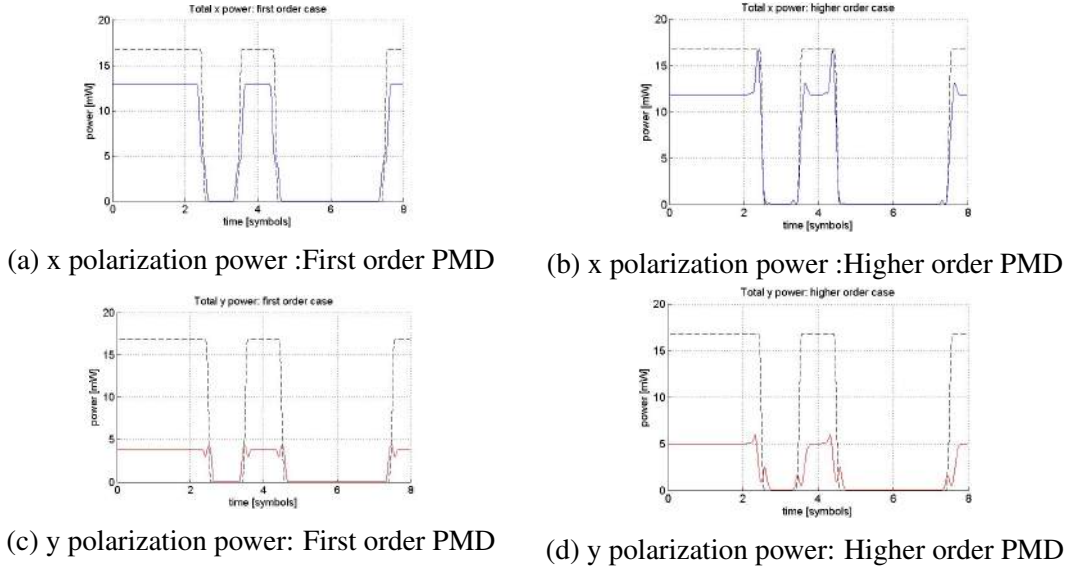 Total x power: first order case
20
15
10
5
0
power [mW]
0 2 4 6 8
time [symbols]
(a) x polarization power :First order PMD
Total x power: higher order case
20
15
10
5
0
power [mW]
0 2 4 6 8
time [symbols]
(b) x polarization power :Higher order PMD
Total y power: first order case
20
15
10
5
0
power [mW]
0 2 4 6 8
time [symbols]
(c) y polarization power: First order PMD
Total y power: higher order case
20
15
10
5
0
power [mW]
0 2 4 6 8
time [symbols]
(d) y polarization power: Higher order PMD